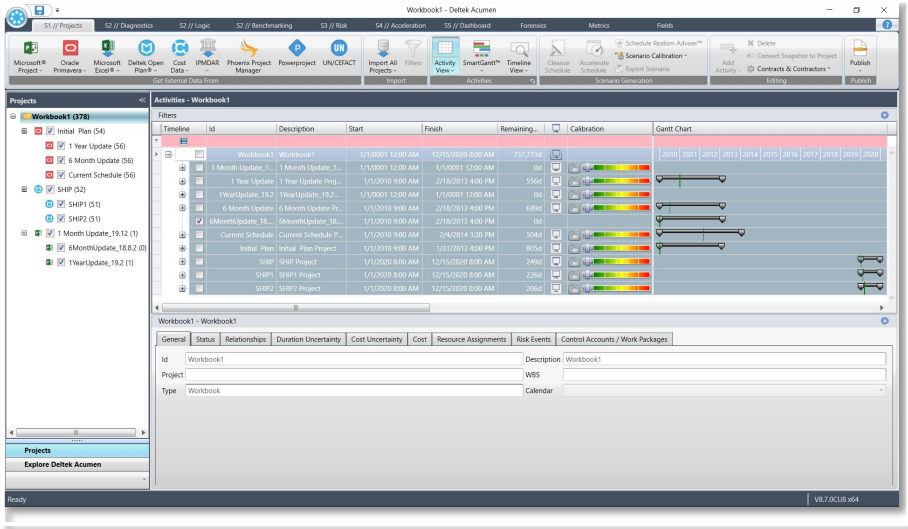 Workbook1 - Deltek Acumen
S1 // Projects S2 // Diagnostics S2 // Logic S2 // Benchmarking S3 // Risk S4 // Acceleration S5 // Dashboard Forensics Metrics Fields
Microsoft® Project - Oracle Primavera - Microsoft Excel® - Deltek Open Plan® - Cost Data - IPMDAR - Phoenix Project Manager Powerproject UN/CEFACT Import All Projects - Filters Activity View - SmartGantt™ Timeline View - Cleanse Schedule Accelerate Schedule Schedule Realism Adviser™ Scenario Calibration Export Scenario Add Activity - Delete Convert Snapshot to Project Contracts & Contractors Publish
Get External Data From Import Activities Scenario Generation Editing Publish
Projects
Workbook1 (378)
Initial Plan (54)
1 Year Update (56)
6 Month Update (56)
Current Schedule (56)
SHIP (52)
SHIP1 (51)
SHIP2 (51)
1 Month Update_19.12 (1)
6MonthUpdate_18.8.2 (0)
1YearUpdate_19.2 (1)
Projects
Explore Deltek Acumen
Activities - Workbook1
Filters
Timeline Id Description Start Finish Remaining... Calibration Gantt Chart
Workbook1 Workbook1 1/1/0001 12:00 AM 12/15/2020 8:00 AM 737,773d 2010 2011 2012 2013 2014 2015 2016 2017 2018 2019 2020
1 Month Update_1... 1 Month Update_1... 1/1/0001 12:00 AM 1/1/0001 12:00 AM 0d
1 Year Update 1 Year Update Proj... 1/1/2010 9:00 AM 2/18/2013 4:00 PM 556d
1YearUpdate_19.2 1YearUpdate_19.2... 1/1/0001 12:00 AM 1/1/0001 12:00 AM 0d
6 Month Update 6 Month Update Pr... 1/1/2010 9:00 AM 2/18/2013 4:00 PM 689d
6MonthUpdate_18.... 6MonthUpdate_18.... 1/1/2010 9:00 AM 2/18/2013 4:00 PM 0d
Current Schedule Current Schedule P... 1/1/2010 9:00 AM 2/4/2014 3:30 PM 504d
Initial Plan Initial Plan Project 1/1/2010 9:00 AM 1/31/2013 4:00 PM 805d
SHIP SHIP Project 1/1/2020 8:00 AM 12/15/2020 8:00 AM 249d
SHIP1 SHIP1 Project 1/1/2020 8:00 AM 12/15/2020 8:00 AM 226d
SHIP2 SHIP2 Project 1/1/2020 8:00 AM 12/15/2020 8:00 AM 206d
Workbook1 - Workbook1
General Status Relationships Duration Uncertainty Cost Uncertainty Cost Resource Assignments Risk Events Control Accounts / Work Packages
Id Workbook1 Description Workbook1
Project WBS
Type Workbook Calendar
Ready V8.7.0CU8 x64